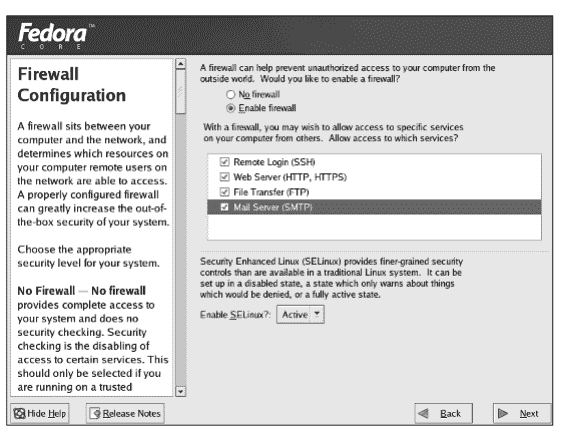 Fedora™
C O R E
Firewall
Configuration
A firewall sits between your
computer and the network, and
determines which resources on
your computer remote users on
the network are able to access.
A properly configured firewall
can greatly increase the out-of-
the-box security of your system.
Choose the appropriate
security level for your system.
No Firewall — No firewall
provides complete access to
your system and does no
security checking. Security
checking is the disabling of
access to certain services. This
should only be selected if you
are running on a trusted
A firewall can help prevent unauthorized access to your computer from the
outside world. Would you like to enable a firewall?
No firewall
Enable firewall
With a firewall, you may wish to allow access to specific services
on your computer from others. Allow access to which services?
Remote Login (SSH)
Web Server (HTTP, HTTPS)
File Transfer (FTP)
Mail Server (SMTP)
Security Enhanced Linux (SELinux) provides finer-grained security
controls than are available in a traditional Linux system. It can be
set up in a disabled state, a state which only warns about things
which would be denied, or a fully active state.
Enable SELinux?: Active
Hide Help Release Notes Back Next